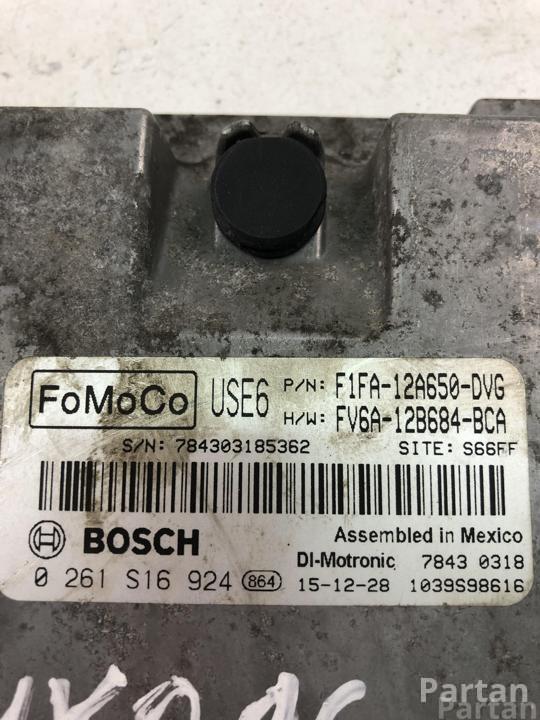 FoMoCo USE6 P/N: F1FA-12A650-DVG
H/W: FV6A-12B684-BCA
S/N: 784303185362 SITE: S66FF
BOSCH Assembled in Mexico
DI-Motronic 7843 0318
0 261 S16 924 864 15-12-28 1039S98616
Partan
Partan